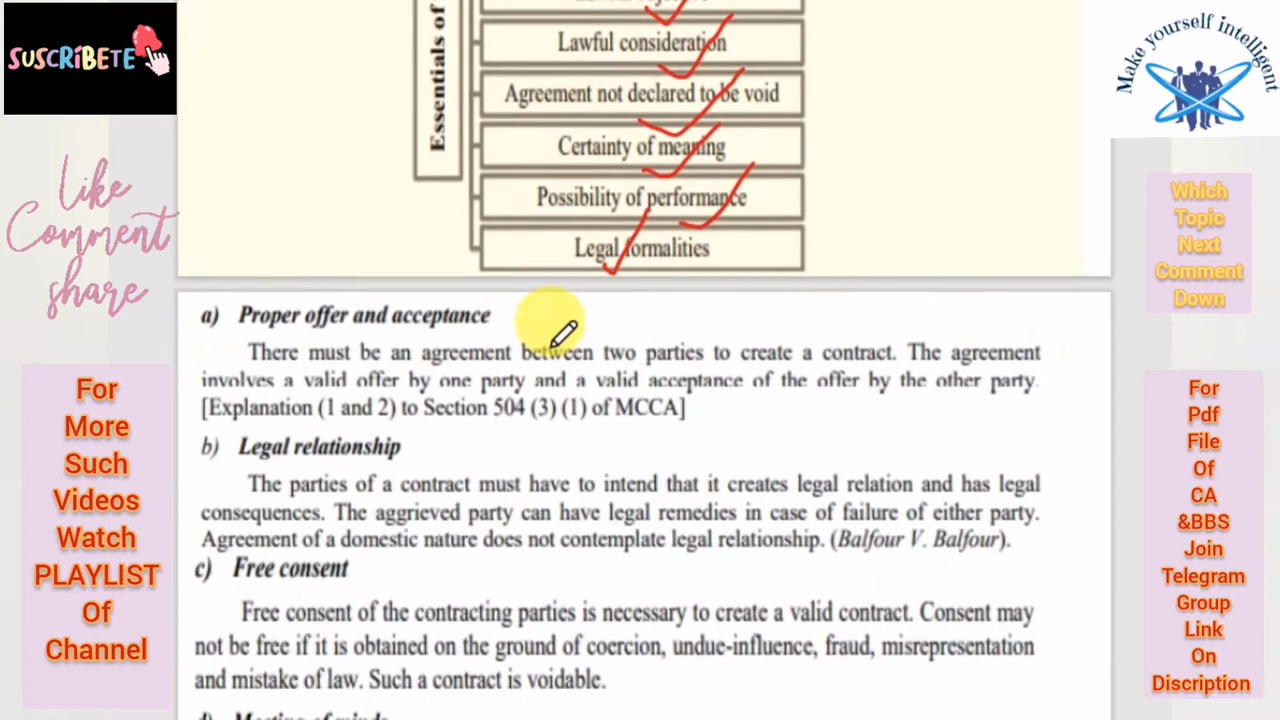 SUSCRÍBETE
Like
Comment
share
For
More
Such
Videos
Watch
PLAYLIST
Of
Channel
Essentials of
Lawful consideration
Agreement not declared to be void
Certainty of meaning
Possibility of performance
Legal formalities
a) Proper offer and acceptance
There must be an agreement between two parties to create a contract. The agreement
involves a valid offer by one party and a valid acceptance of the offer by the other party.
[Explanation (1 and 2) to Section 504 (3) (1) of MCCA]
b) Legal relationship
The parties of a contract must have to intend that it creates legal relation and has legal
consequences. The aggrieved party can have legal remedies in case of failure of either party.
Agreement of a domestic nature does not contemplate legal relationship. (Balfour V. Balfour).
c) Free consent
Free consent of the contracting parties is necessary to create a valid contract. Consent may
not be free if it is obtained on the ground of coercion, undue-influence, fraud, misrepresentation
and mistake of law. Such a contract is voidable.
d) Meeting of minds
Make yourself intelligent
Which
Topic
Next
Comment
Down
For
Pdf
File
Of
CA
&BBS
Join
Telegram
Group
Link
On
Discription